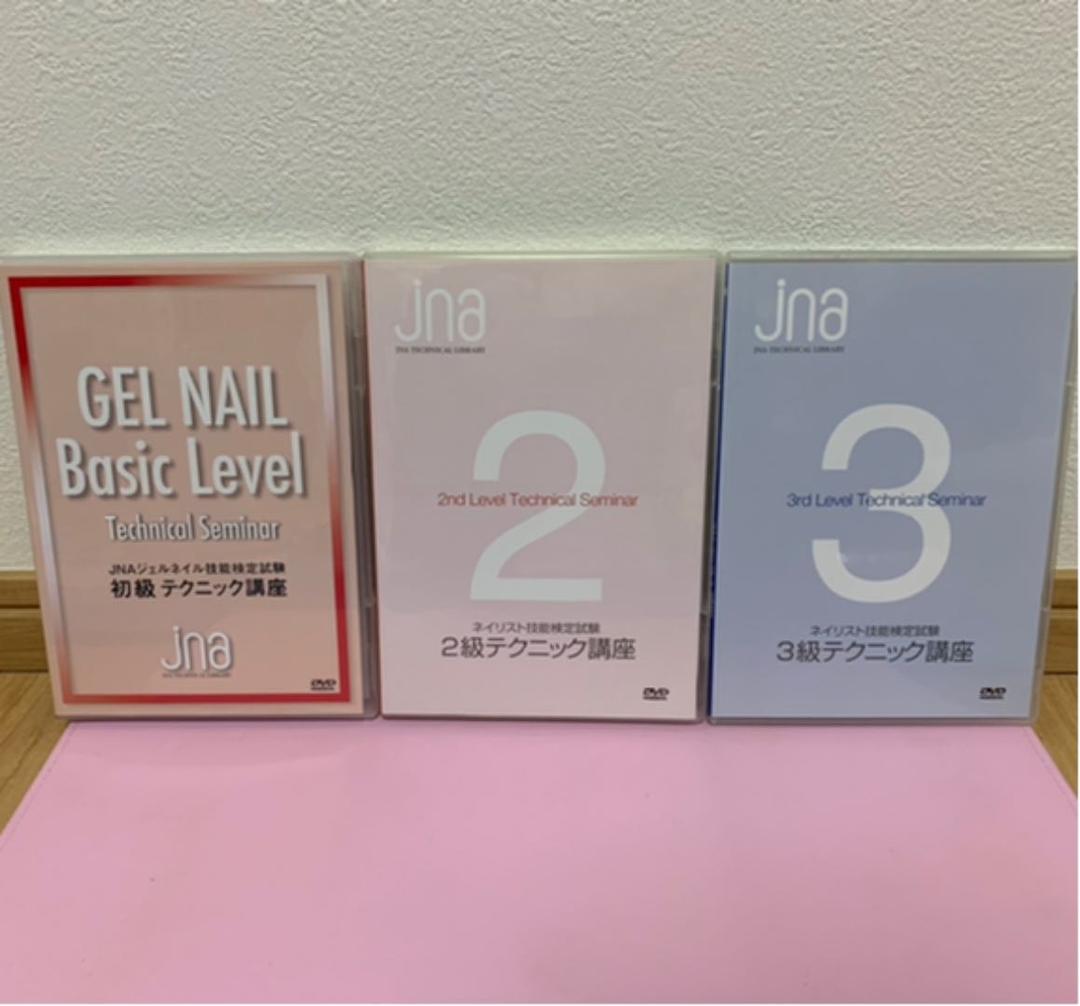 GEL NAIL
Basic Level
Technical Seminar
JNAジェルネイル技能検定試験
初級 テクニック講座
jna
DVD
jna
JNA TECHNICAL LIBRARY
2
2nd Level Technical Seminar
ネイリスト技能検定試験
2級テクニック講座
DVD
jna
JNA TECHNICAL LIBRARY
3
3rd Level Technical Seminar
ネイリスト技能検定試験
3級テクニック講座
DVD